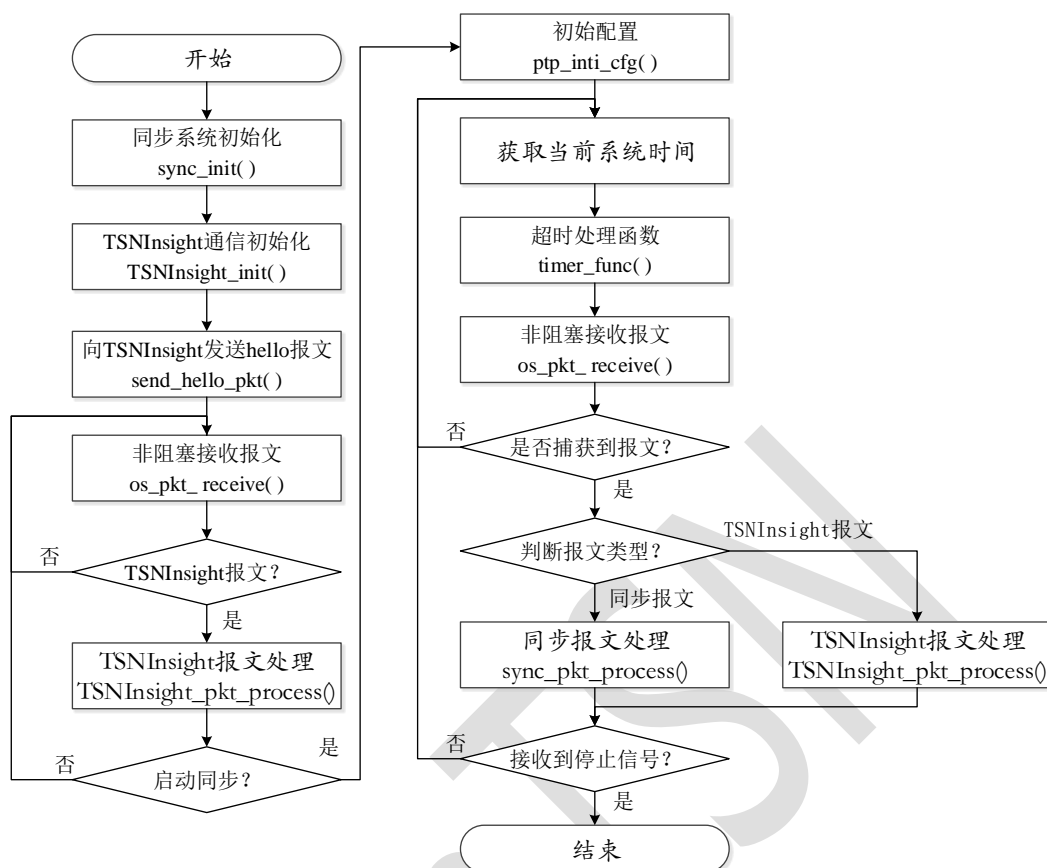 开始
同步系统初始化
sync_init( )
TSNInsight通信初始化
TSNInsight_init( )
向TSNInsight发送hello报文
send_hello_pkt( )
非阻塞接收报文
os_pkt_ receive( )
否
TSNInsight报文？
是
TSNInsight报文处理
TSNInsight_pkt_process()
否
是
启动同步？
初始配置
ptp_inti_cfg( )
获取当前系统时间
超时处理函数
timer_func( )
非阻塞接收报文
os_pkt_ receive( )
否
是否捕获到报文？
是
判断报文类型？
TSNInsight报文
同步报文
同步报文处理
sync_pkt_process()
TSNInsight报文处理
TSNInsight_pkt_process()
否
接收到停止信号？
是
结束
TSN